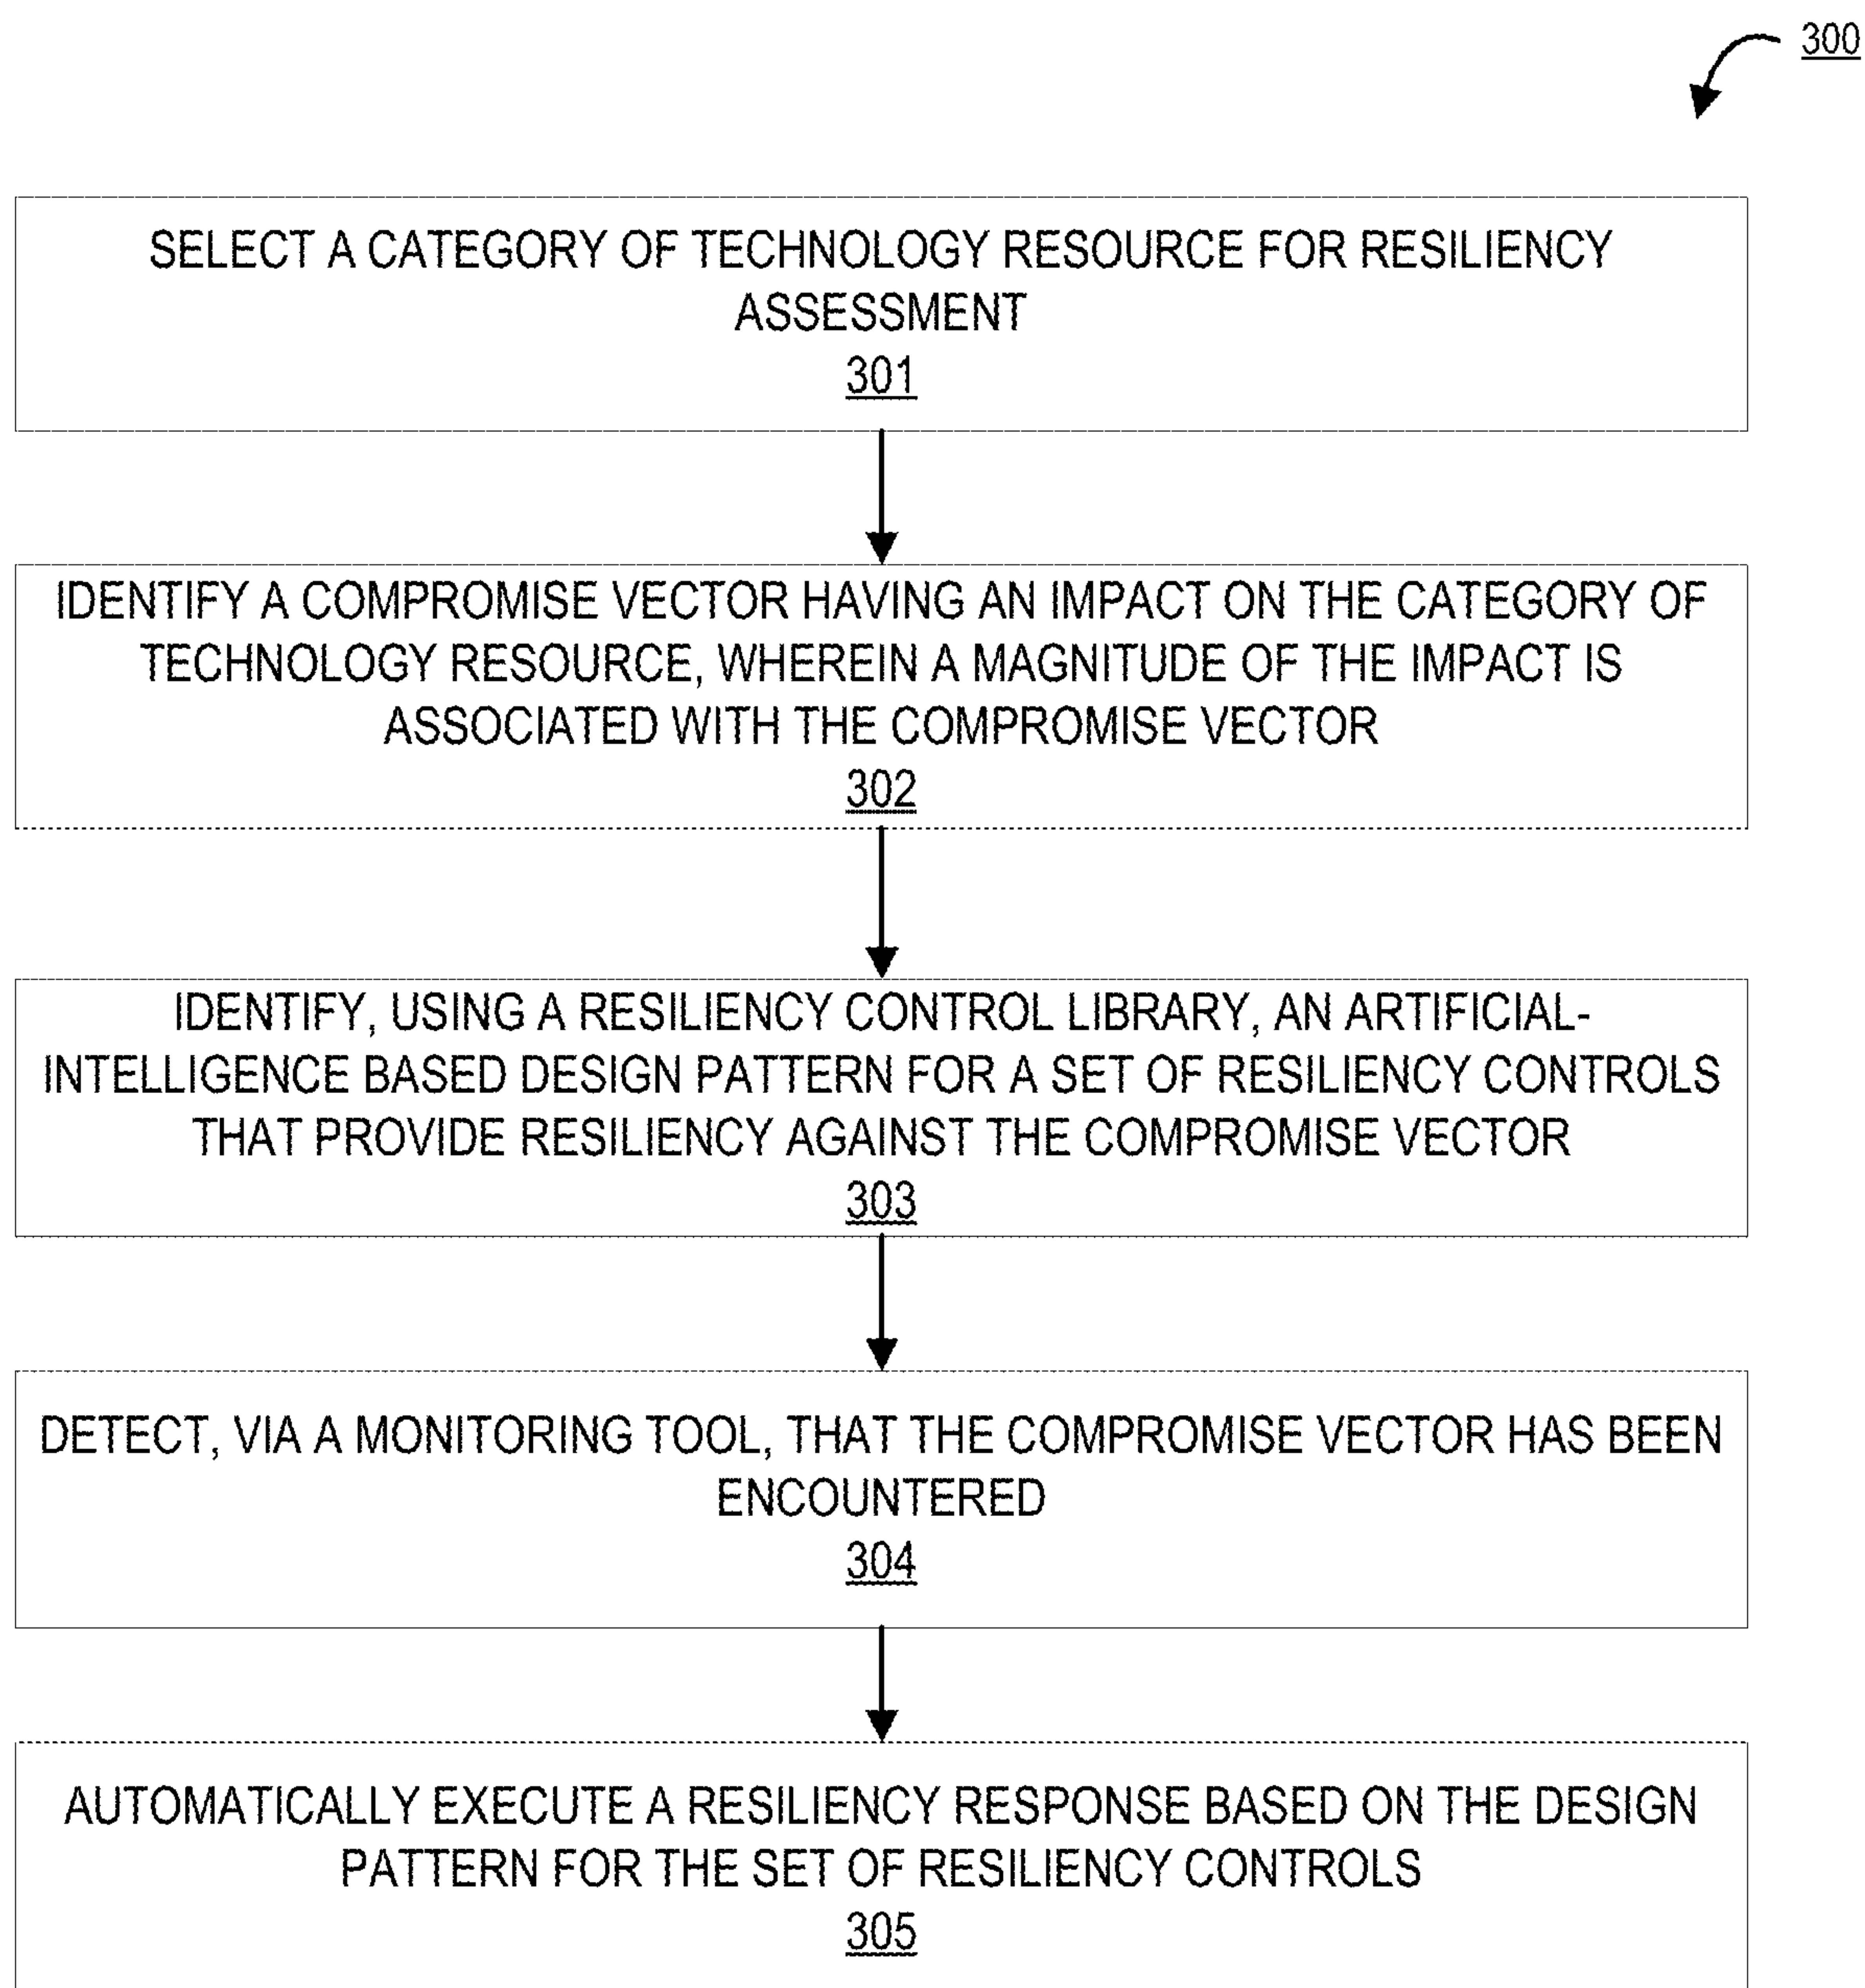 300
SELECT A CATEGORY OF TECHNOLOGY RESOURCE FOR RESILIENCY
ASSESSMENT
301
IDENTIFY A COMPROMISE VECTOR HAVING AN IMPACT ON THE CATEGORY OF
TECHNOLOGY RESOURCE, WHEREIN A MAGNITUDE OF THE IMPACT IS
ASSOCIATED WITH THE COMPROMISE VECTOR
302
IDENTIFY, USING A RESILIENCY CONTROL LIBRARY, AN ARTIFICIAL-
INTELLIGENCE BASED DESIGN PATTERN FOR A SET OF RESILIENCY CONTROLS
THAT PROVIDE RESILIENCY AGAINST THE COMPROMISE VECTOR
303
DETECT, VIA A MONITORING TOOL, THAT THE COMPROMISE VECTOR HAS BEEN
ENCOUNTERED
304
AUTOMATICALLY EXECUTE A RESILIENCY RESPONSE BASED ON THE DESIGN
PATTERN FOR THE SET OF RESILIENCY CONTROLS
305